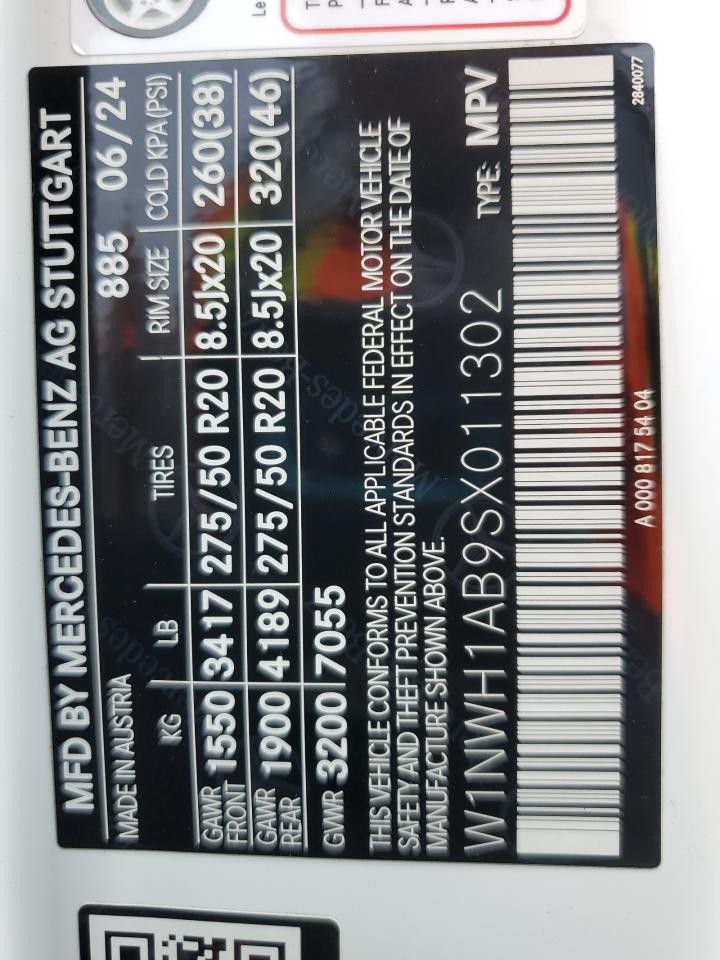 MFD BY MERCEDES-BENZ AG STUTTGART
MADE IN AUSTRIA 885 06/24
KG LB TIRES RIM SIZE COLD KPA(PSI)
GAWR FRONT 1550 3417 275/50 R20 8.5Jx20 260(38)
GAWR REAR 1900 4189 275/50 R20 8.5Jx20 320(46)
GVWR 3200 7055
THIS VEHICLE CONFORMS TO ALL APPLICABLE FEDERAL MOTOR VEHICLE
SAFETY AND THEFT PREVENTION STANDARDS IN EFFECT ON THE DATE OF
MANUFACTURE SHOWN ABOVE.
W1NWH1AB9SX011302 TYPE: MPV
A 000 817 54 04
2840077